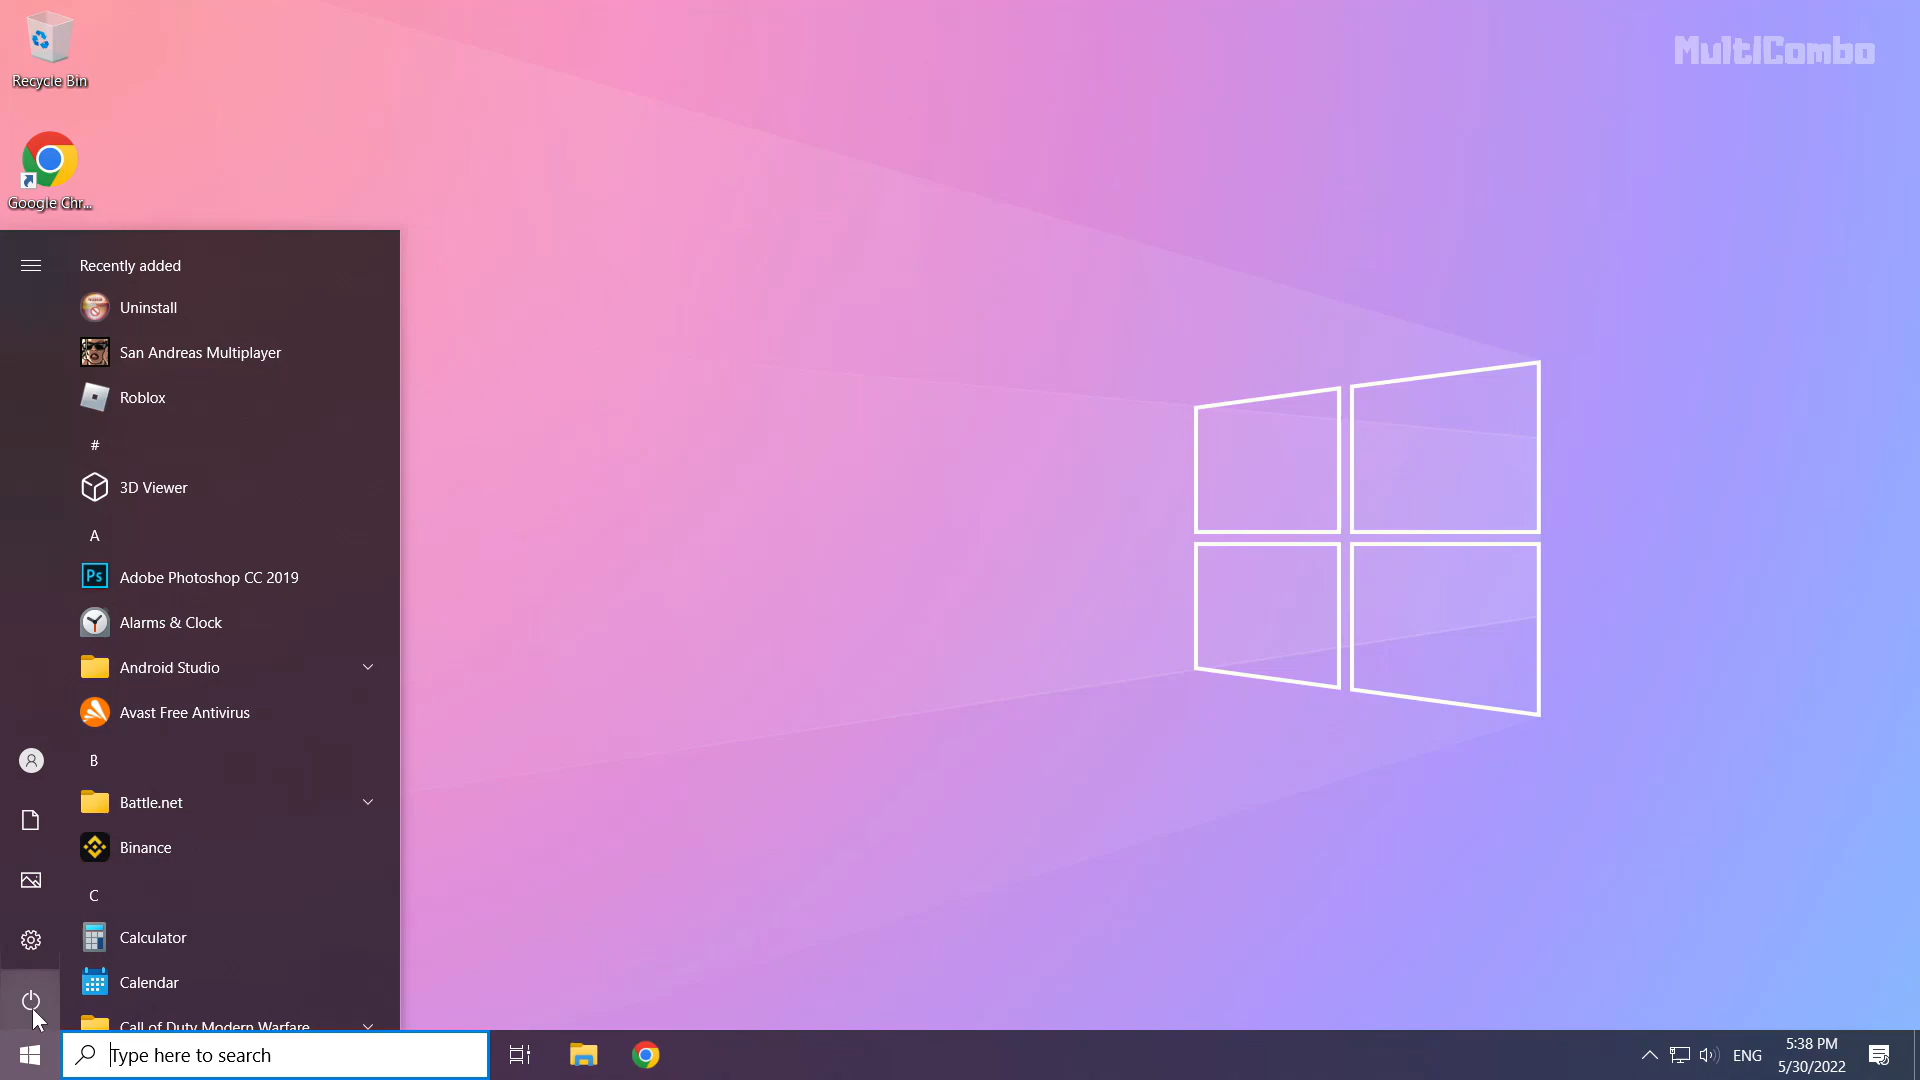 MultiCombo
Recycle Bin
Google Chr...
Recently added
Uninstall
San Andreas Multiplayer
Roblox
#
3D Viewer
A
Ps
Adobe Photoshop CC 2019
Alarms & Clock
Android Studio
Avast Free Antivirus
B
Battle.net
Binance
C
Calculator
Calendar
Call of Duty Modern Warfare
Type here to search
ENG
5:38 PM
5/30/2022